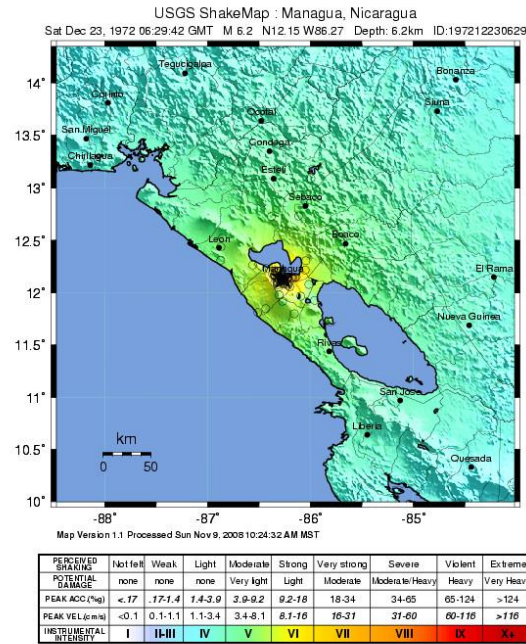 USGS ShakeMap : Managua, Nicaragua
Sat Dec 23, 1972 06:29:42 GMT M 6.2 N12.15 W86.27 Depth: 6.2km ID:197212230629
14˚
13.5˚
13˚
12.5˚
12˚
11.5˚
11˚
10.5˚
10˚
Tegucigalpa
Bonanza
Corinto
Siuna
Ocotal
San Miguel
Condega
Chirilagua
Esteli
Sebaco
Leon
Boaco
Managua
El Rama
Nueva Guinea
Rivas
San Jose
Liberia
Quesada
km
0 50
-88˚ -87˚ -86˚ -85˚
Map Version 1.1 Processed Sun Nov 9, 2008 10:24:32 AM MST
PERCEIVED SHAKING Not felt Weak Light Moderate Strong Very strong Severe Violent Extreme
POTENTIAL DAMAGE none none none Very light Light Moderate Moderate/Heavy Heavy Very Heavy
PEAK ACC.(%g) <.17 .17-1.4 1.4-3.9 3.9-9.2 9.2-18 18-34 34-65 65-124 >124
PEAK VEL.(cm/s) <0.1 0.1-1.1 1.1-3.4 3.4-8.1 8.1-16 16-31 31-60 60-116 >116
INSTRUMENTAL INTENSITY I II-III IV V VI VII VIII IX X+